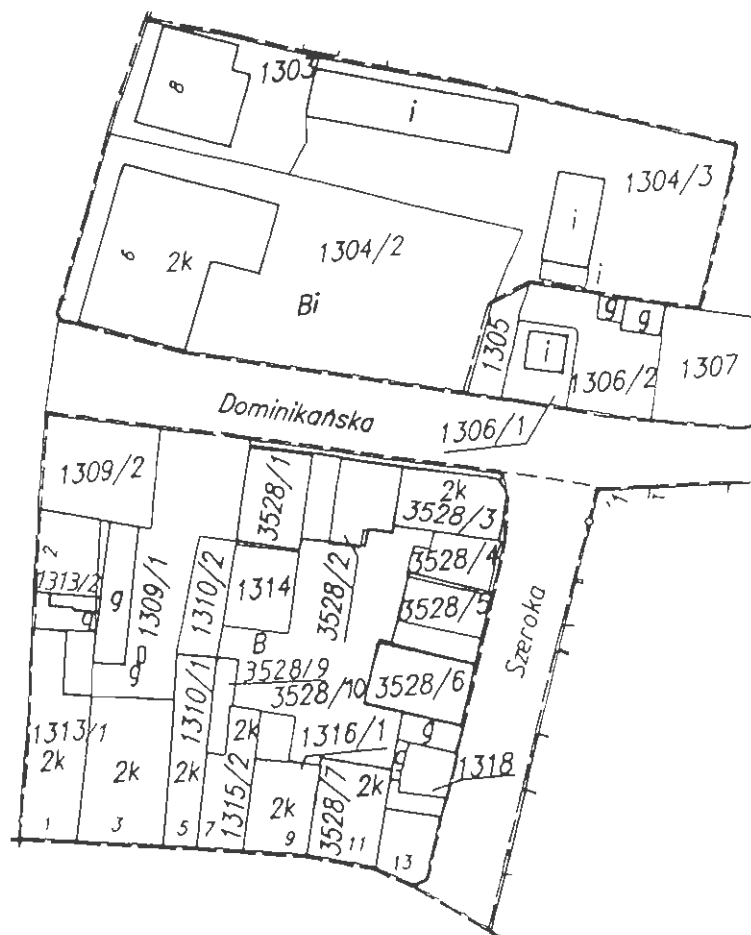 1303
8
i
1304/3
i
1304/2
6
2k
i
Bi
g
g
1305
i
1307
1306/2
Dominikańska
1306/1
1309/2
3528/1
2k
3528/3
2
1313/2
g
g
1309/1
1310/2
1314
3528/2
3528/4
3528/5
Szeroka
B
g
3528/9
3528/10
3528/6
1310/1
1313/1
2k
2k
2k
2k
1316/1
g
g
1318
1315/2
2k
3528/7
2k
1
3
5
7
9
11
13